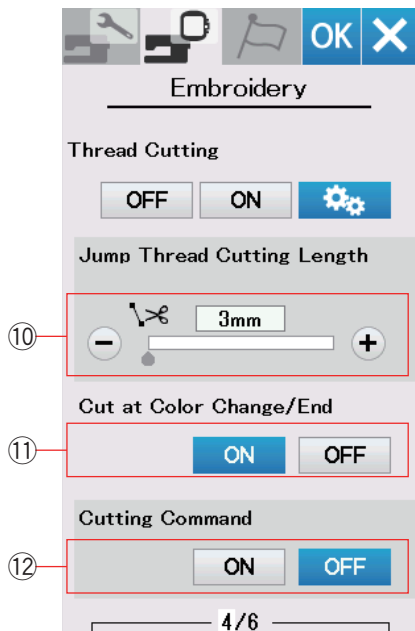 OK
Embroidery
Thread Cutting
OFF ON
Jump Thread Cutting Length
⑩ 3mm
− +
Cut at Color Change/End
⑪ ON OFF
Cutting Command
⑫ ON OFF
4/6